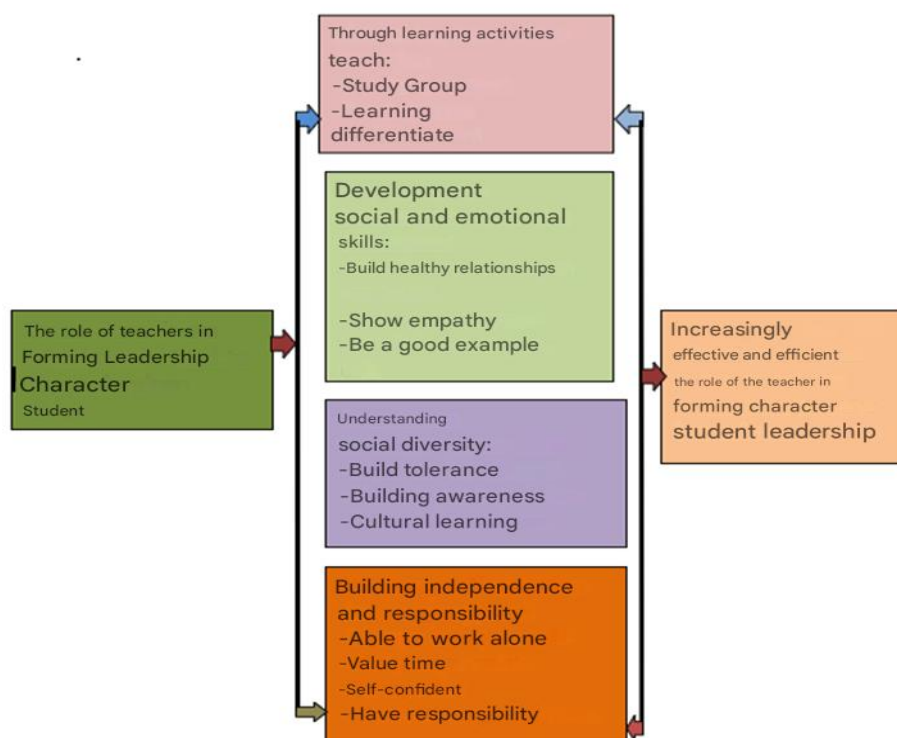 Through learning activities
teach:
-Study Group
-Learning
differentiate
Development
social and emotional
skills:
-Build healthy relationships
-Show empathy
-Be a good example
The role of teachers in
Forming Leadership
Character
Student
Increasingly
effective and efficient
the role of the teacher in
forming character
student leadership
Understanding
social diversity:
-Build tolerance
-Building awareness
-Cultural learning
Building independence
and responsibility
-Able to work alone
-Value time
-Self-confident
-Have responsibility